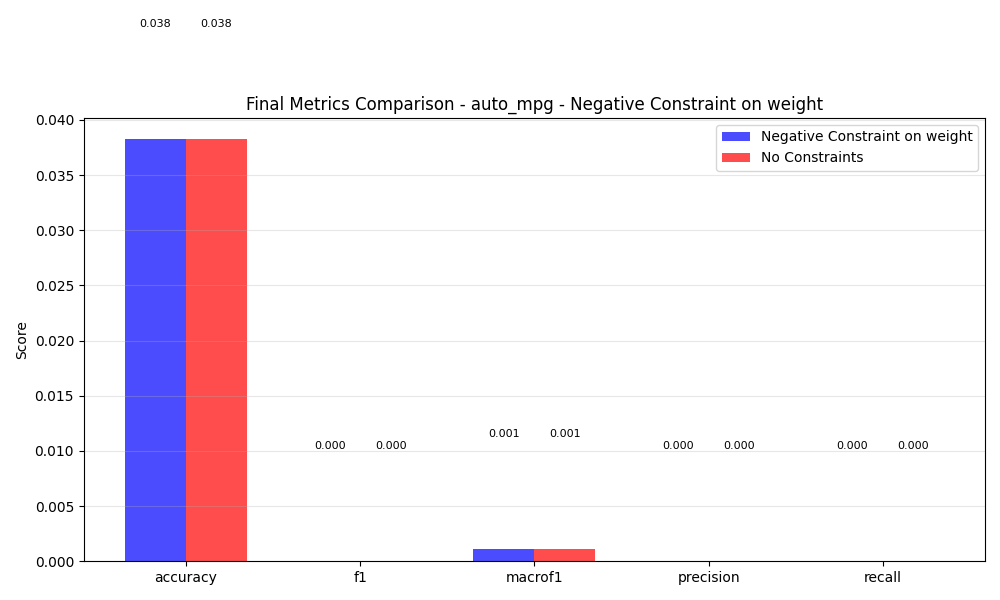 0.038 0.038
Final Metrics Comparison - auto_mpg - Negative Constraint on weight
Negative Constraint on weight
No Constraints
Score
0.040
0.035
0.030
0.025
0.020
0.015
0.010
0.005
0.000
0.000 0.000 0.001 0.001 0.000 0.000 0.000 0.000
accuracy f1 macrof1 precision recall